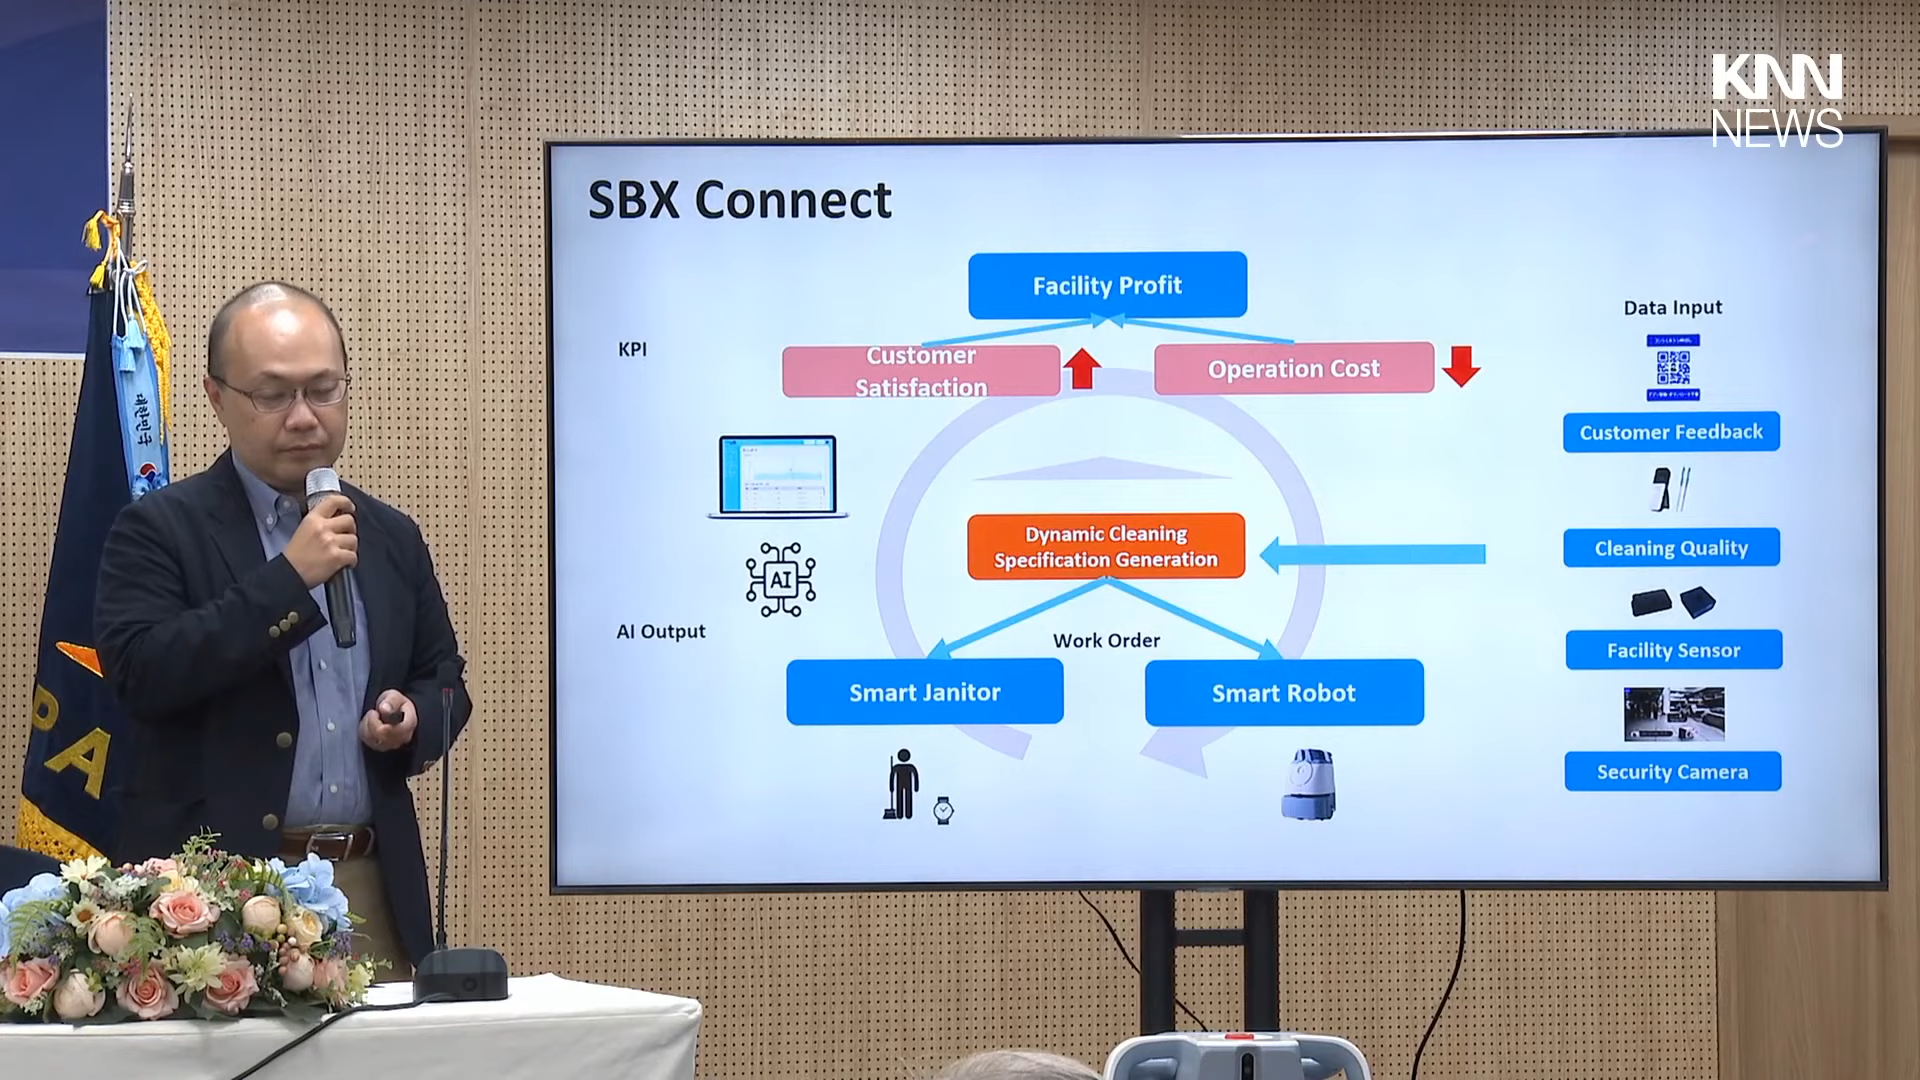 KNN
NEWS
SBX Connect
Facility Profit
Data Input
KPI
Customer
Satisfaction
Operation Cost
Customer Feedback
Dynamic Cleaning
Specification Generation
Cleaning Quality
AI
AI Output
Work Order
Facility Sensor
Smart Janitor
Smart Robot
Security Camera
대한민국
PA